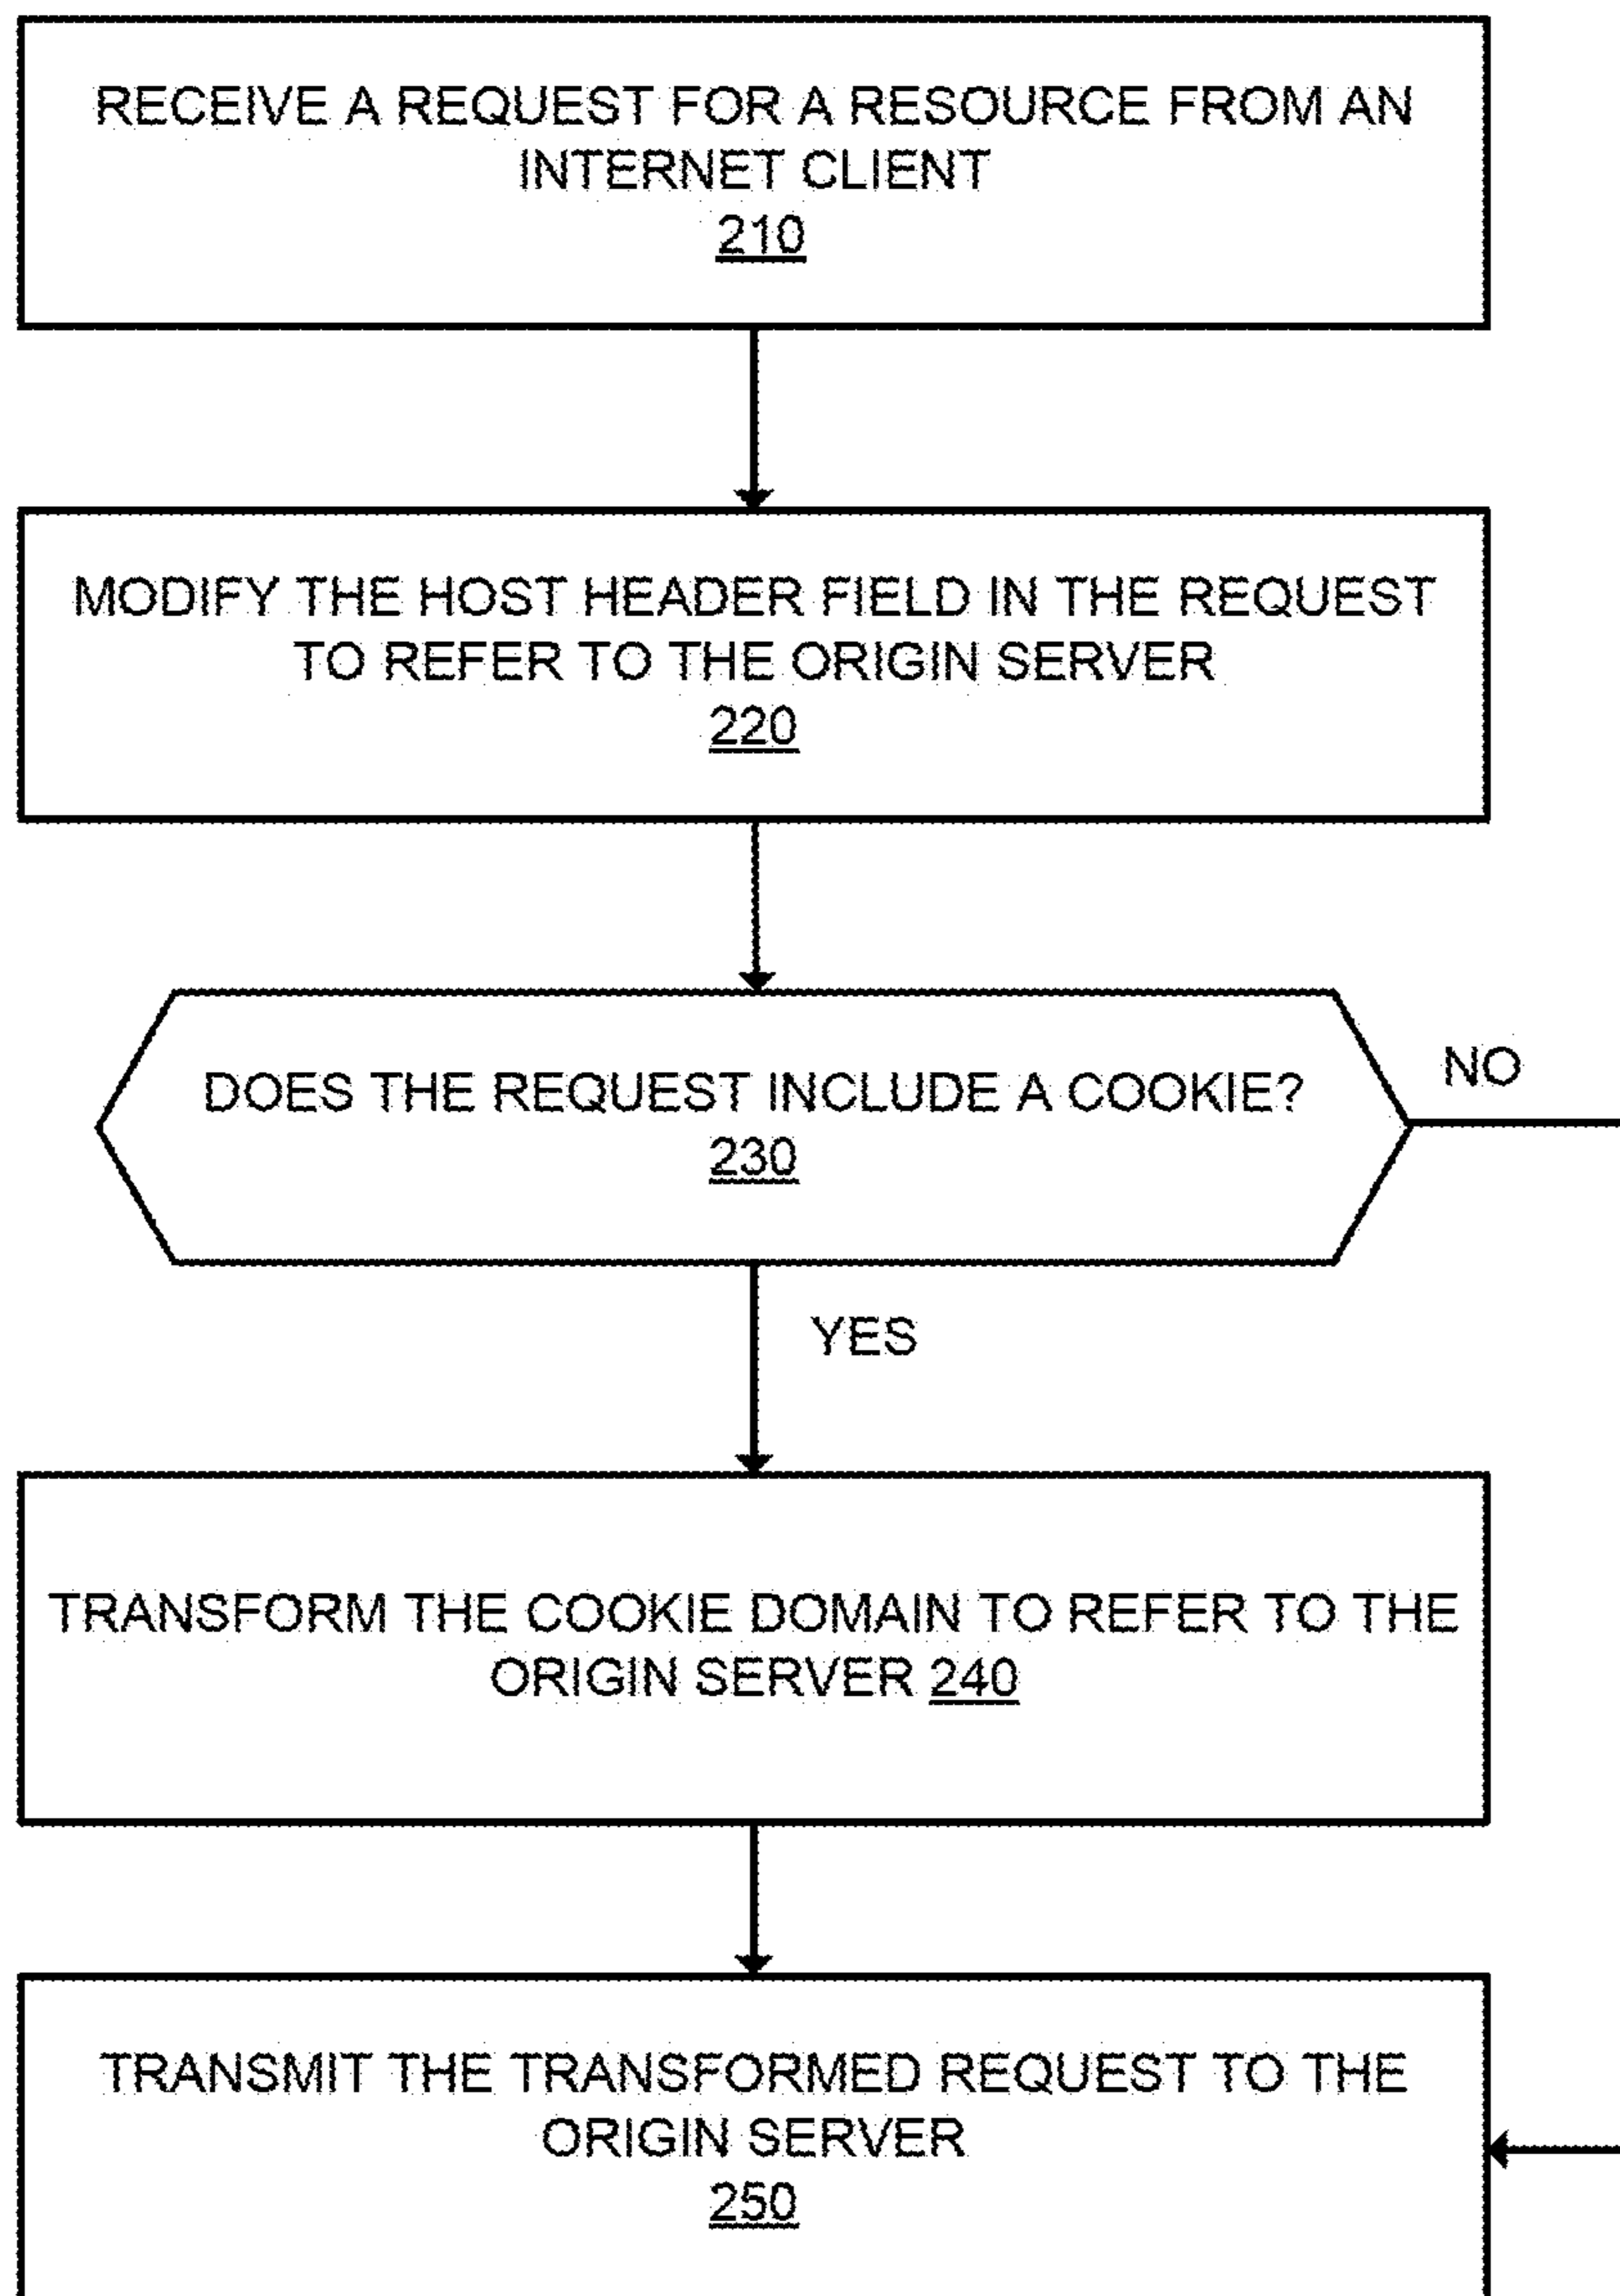 RECEIVE A REQUEST FOR A RESOURCE FROM AN
INTERNET CLIENT
210
MODIFY THE HOST HEADER FIELD IN THE REQUEST
TO REFER TO THE ORIGIN SERVER
220
DOES THE REQUEST INCLUDE A COOKIE?
230
NO
YES
TRANSFORM THE COOKIE DOMAIN TO REFER TO THE
ORIGIN SERVER 240
TRANSMIT THE TRANSFORMED REQUEST TO THE
ORIGIN SERVER
250